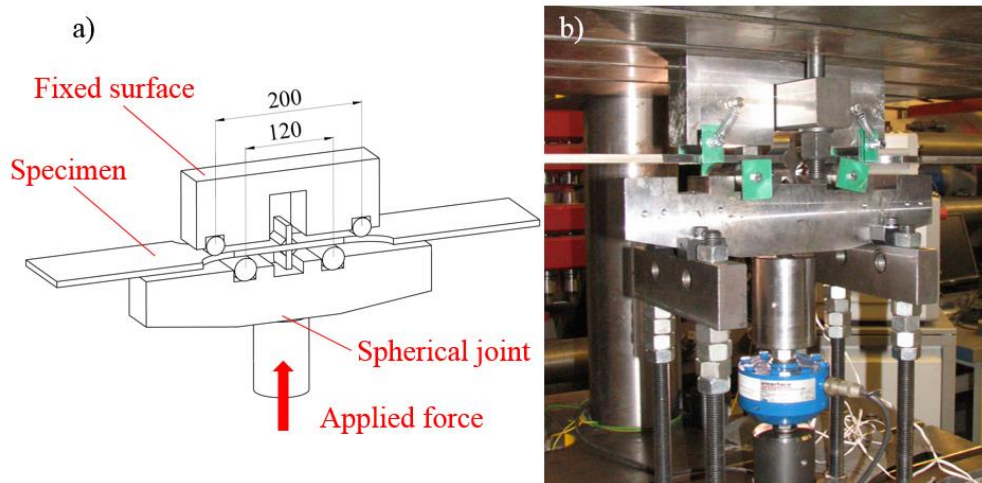 a)
Fixed surface
200
120
Specimen
Spherical joint
Applied force
b)